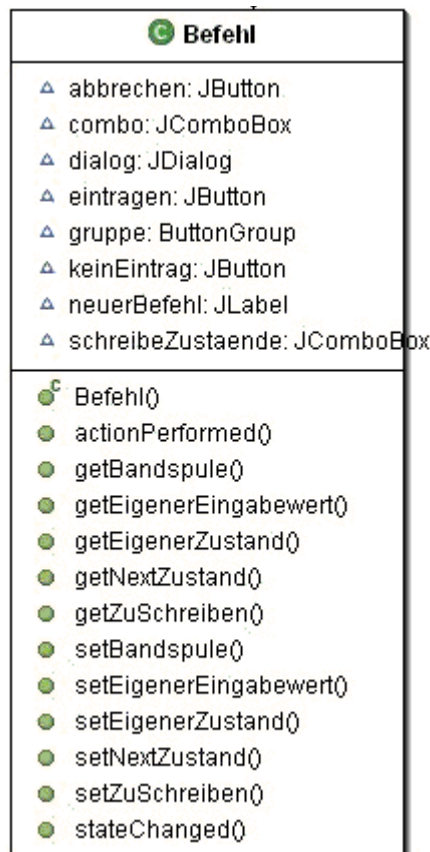 C Befehl
abbrechen: JButton
combo: JComboBox
dialog: JDialog
eintragen: JButton
gruppe: ButtonGroup
keinEintrag: JButton
neuerBefehl: JLabel
schreibeZustaende: JComboBox
C Befehl()
actionPerformed()
getBandspule()
getEigenerEingabewert()
getEigenerZustand()
getNextZustand()
getZuSchreiben()
setBandspule()
setEigenerEingabewert()
setEigenerZustand()
setNextZustand()
setZuSchreiben()
stateChanged()